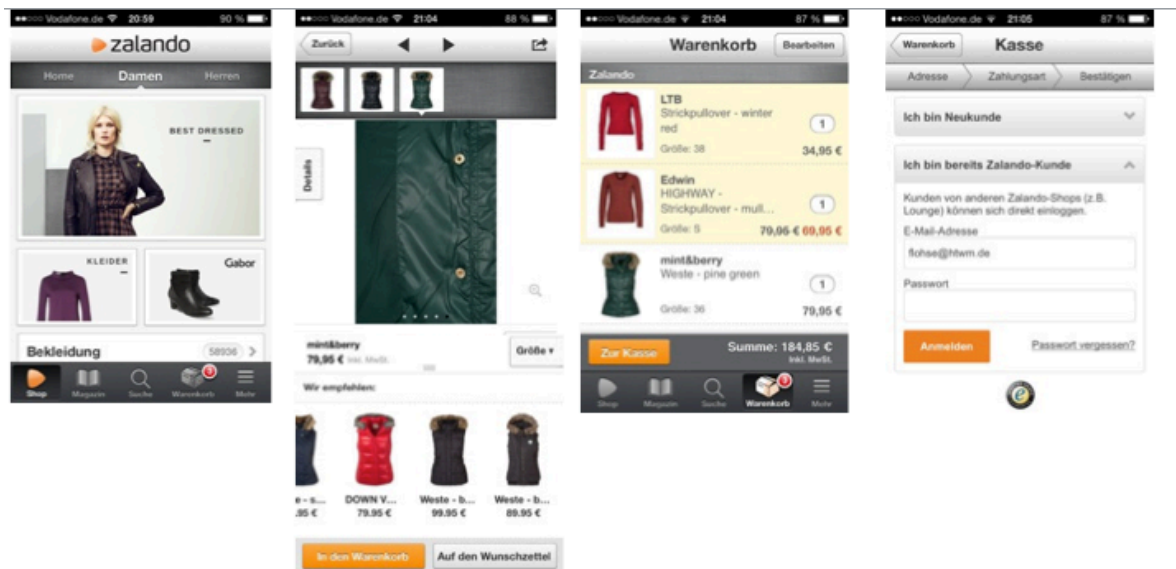 Vodafone.de 20:59 90 %
zalando
Home Damen Herren
BEST DRESSED
KLEIDER
Gabor
Bekleidung 58936
Shop Magazin Suche Warenkorb 3 Mehr
Vodafone.de 21:04 88 %
Zurück
Details
mint&berry
79,95 € inkl. MwSt.
Größe
Wir empfehlen:
e - s... DOWN V... Weste - b... Weste - b...
.95 € 79.95 € 99.95 € 89.95 €
In den Warenkorb Auf den Wunschzettel
Vodafone.de 21:04 87 %
Warenkorb Bearbeiten
Zalando
LTB
Strickpullover - winter
red
1
Größe: 38 34,95 €
Edwin
HIGHWAY -
Strickpullover - mull...
1
Größe: S 79,95 € 69,95 €
mint&berry
Weste - pine green
1
Größe: 36 79,95 €
Zur Kasse Summe: 184,85 €
Inkl. MwSt.
Shop Magazin Suche Warenkorb 3 Mehr
Vodafone.de 21:05 87 %
Warenkorb Kasse
Adresse Zahlungsart Bestätigen
Ich bin Neukunde
Ich bin bereits Zalando-Kunde
Kunden von anderen Zalando-Shops (z.B.
Lounge) können sich direkt einloggen.
E-Mail-Adresse
flohse@htwm.de
Passwort
Anmelden Passwort vergessen?